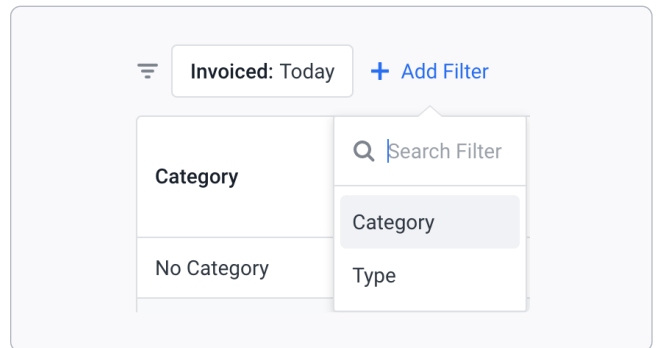 Invoiced: Today
+ Add Filter
Search Filter
Category
Category
No Category
Type